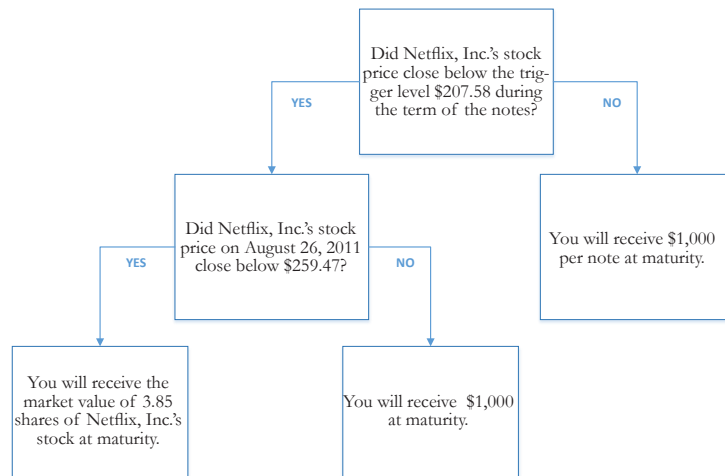 Did Netflix, Inc.'s stock
price close below the trig-
ger level $207.58 during
the term of the notes?
YES
NO
Did Netflix, Inc.'s stock
price on August 26, 2011
close below $259.47?
You will receive $1,000
per note at maturity.
YES
NO
You will receive the
market value of 3.85
shares of Netflix, Inc.'s
stock at maturity.
You will receive $1,000
at maturity.